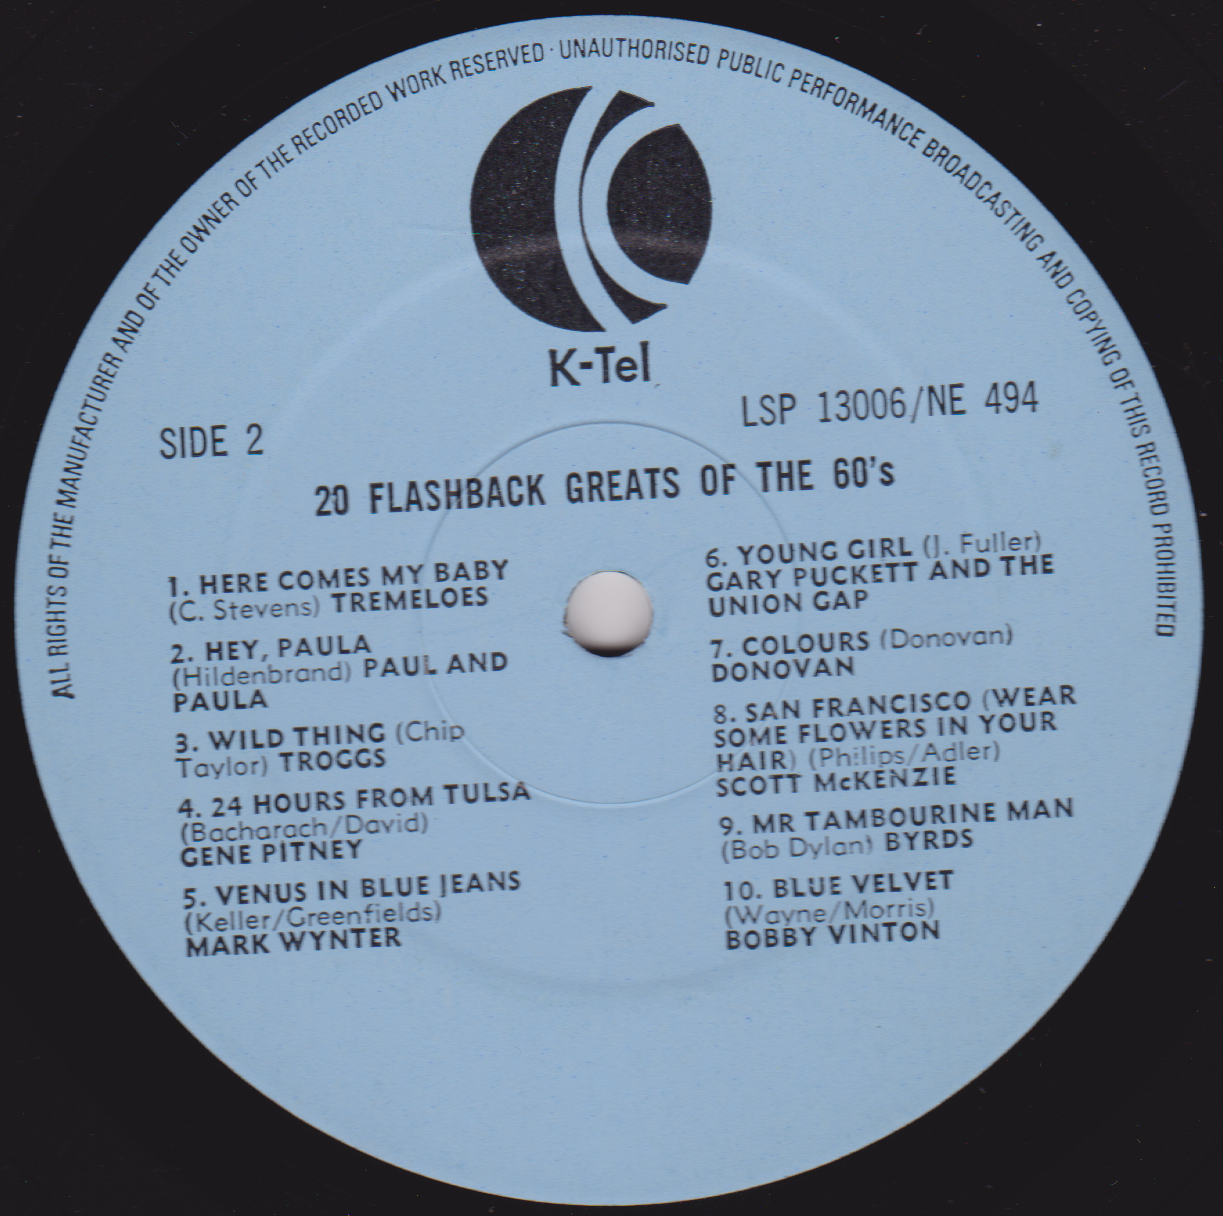 ALL RIGHTS OF THE MANUFACTURER AND OF THE OWNER OF THE RECORDED WORK RESERVED · UNAUTHORISED PUBLIC PERFORMANCE BROADCASTING AND COPYING OF THIS RECORD PROHIBITED
K-Tel
SIDE 2
LSP 13006/NE 494
20 FLASHBACK GREATS OF THE 60's
1. HERE COMES MY BABY
(C. Stevens) TREMELOES
2. HEY, PAULA
(Hildenbrand) PAUL AND
PAULA
3. WILD THING (Chip
Taylor) TROGGS
4. 24 HOURS FROM TULSA
(Bacharach/David)
GENE PITNEY
5. VENUS IN BLUE JEANS
(Keller/Greenfields)
MARK WYNTER
6. YOUNG GIRL (J. Fuller)
GARY PUCKETT AND THE
UNION GAP
7. COLOURS (Donovan)
DONOVAN
8. SAN FRANCISCO (WEAR
SOME FLOWERS IN YOUR
HAIR) (Philips/Adler)
SCOTT McKENZIE
9. MR TAMBOURINE MAN
(Bob Dylan) BYRDS
10. BLUE VELVET
(Wayne/Morris)
BOBBY VINTON